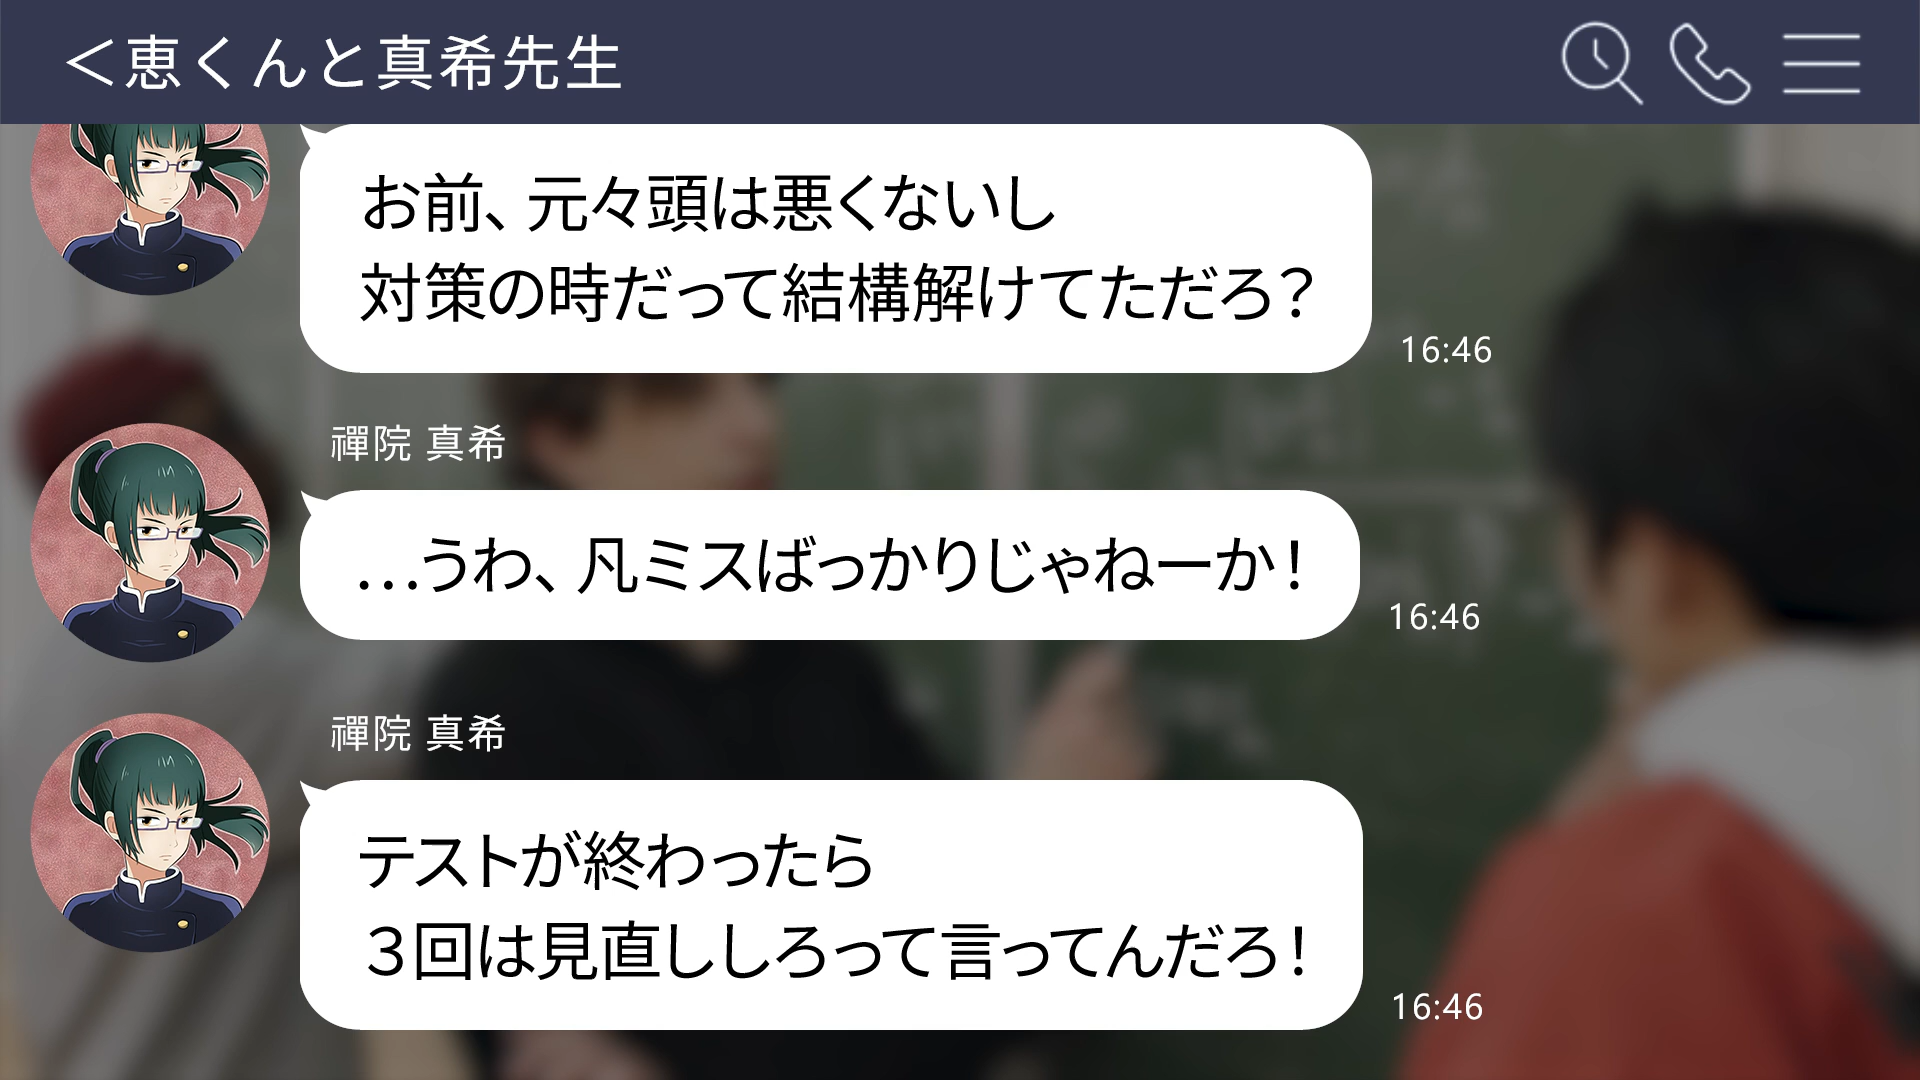 ＜恵くんと真希先生
お前、元々頭は悪くないし
対策の時だって結構解けてただろ？
16:46
禪院 真希
…うわ、凡ミスばっかりじゃねーか！
16:46
禪院 真希
テストが終わったら
３回は見直ししろって言ってんだろ！
16:46